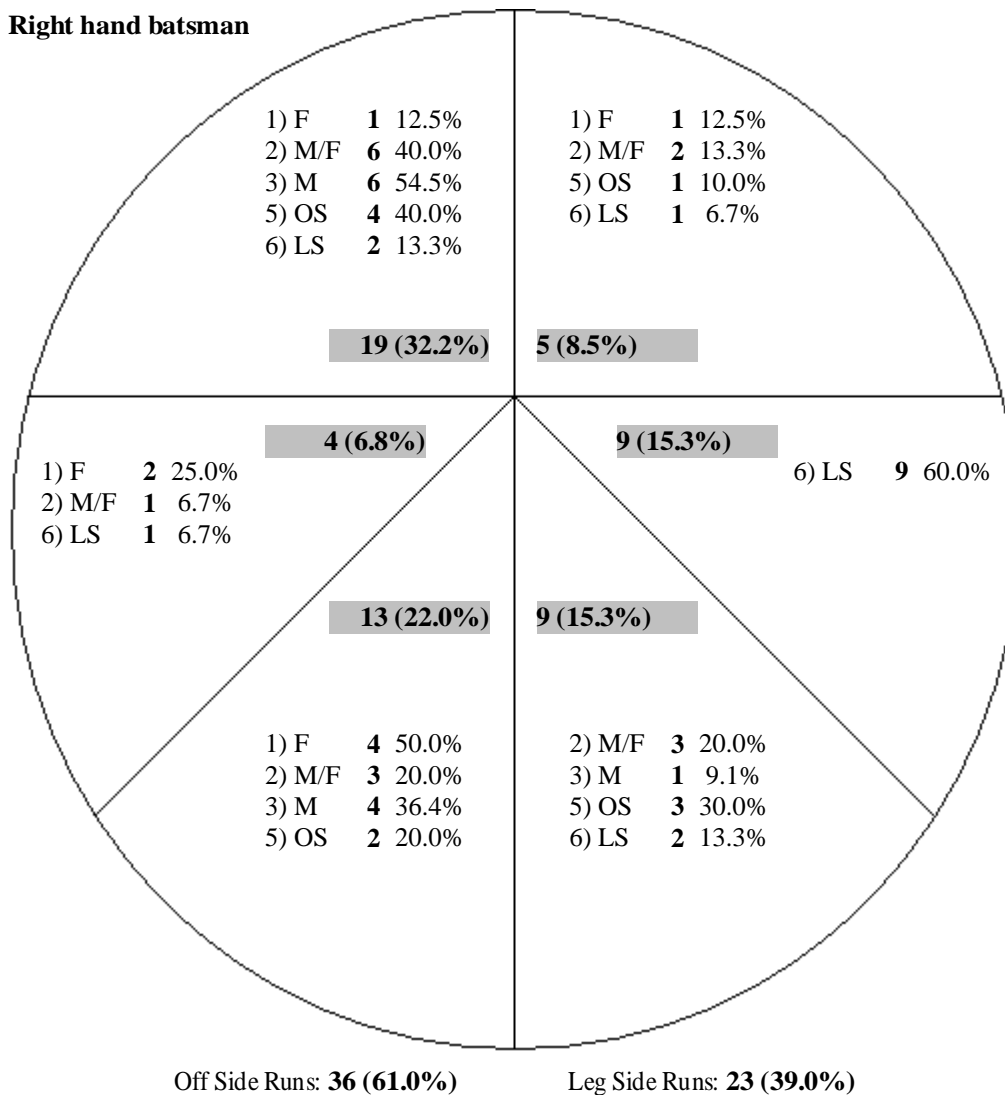 Right hand batsman
1) F 1 12.5%
2) M/F 6 40.0%
3) M 6 54.5%
5) OS 4 40.0%
6) LS 2 13.3%
19 (32.2%)
1) F 1 12.5%
2) M/F 2 13.3%
5) OS 1 10.0%
6) LS 1 6.7%
5 (8.5%)
4 (6.8%)
1) F 2 25.0%
2) M/F 1 6.7%
6) LS 1 6.7%
9 (15.3%)
6) LS 9 60.0%
13 (22.0%)
1) F 4 50.0%
2) M/F 3 20.0%
3) M 4 36.4%
5) OS 2 20.0%
9 (15.3%)
2) M/F 3 20.0%
3) M 1 9.1%
5) OS 3 30.0%
6) LS 2 13.3%
Off Side Runs: 36 (61.0%)
Leg Side Runs: 23 (39.0%)